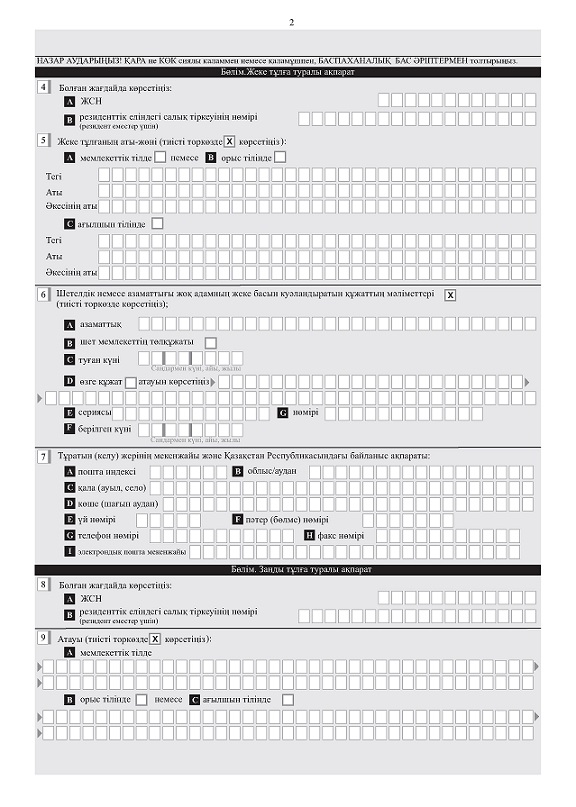 2
НАЗАР АУДАРЫҢЫЗ! ҚАРА не КӨК сиялы қаламмен немесе қаламұшпен, БАСПАХАНАЛЫҚ БАС ӘРІПТЕРМЕН толтырыңыз.
Бөлім.Жеке тұлға туралы ақпарат
4 Болған жағдайда көрсетіңіз:
A ЖСН
B резиденттік еліндегі салық тіркеуінің нөмірі
(резидент еместер үшін)
5 Жеке тұлғаның аты-жөні (тиісті торкөзде X көрсетіңіз):
A мемлекеттік тілде немесе B орыс тілінде
Тегі
Аты
Әкесінің аты
C ағылшын тілінде
Тегі
Аты
Әкесінің аты
6 Шетелдік немесе азаматтығы жоқ адамның жеке басын куәландыратын құжаттың мәліметтері X
(тиісті торкөзде көрсетіңіз);
A азаматтық
B шет мемлекеттің төлқұжаты
C туған күні
Сандармен күні, айы, жылы
D өзге құжат атауын көрсетіңіз
E сериясы G нөмірі
F берілген күні
Сандармен күні, айы, жылы
7 Тұратын (келу) жерінің мекенжайы және Қазақстан Республикасындағы байланыс ақпараты:
A пошта индексі B облыс/аудан
C қала (ауыл, село)
D көше (шағын аудан)
E үй нөмірі F пәтер (бөлме) нөмірі
G телефон нөмірі H факс нөмірі
I электрондық пошта мекенжайы
Бөлім. Заңды тұлға туралы ақпарат
8 Болған жағдайда көрсетіңіз:
A ЖСН
B резиденттік еліндегі салық тіркеуінің нөмірі
(резидент еместер үшін)
9 Атауы (тиісті торкөзде X көрсетіңіз):
A мемлекеттік тілде
B орыс тілінде немесе C ағылшын тілінде